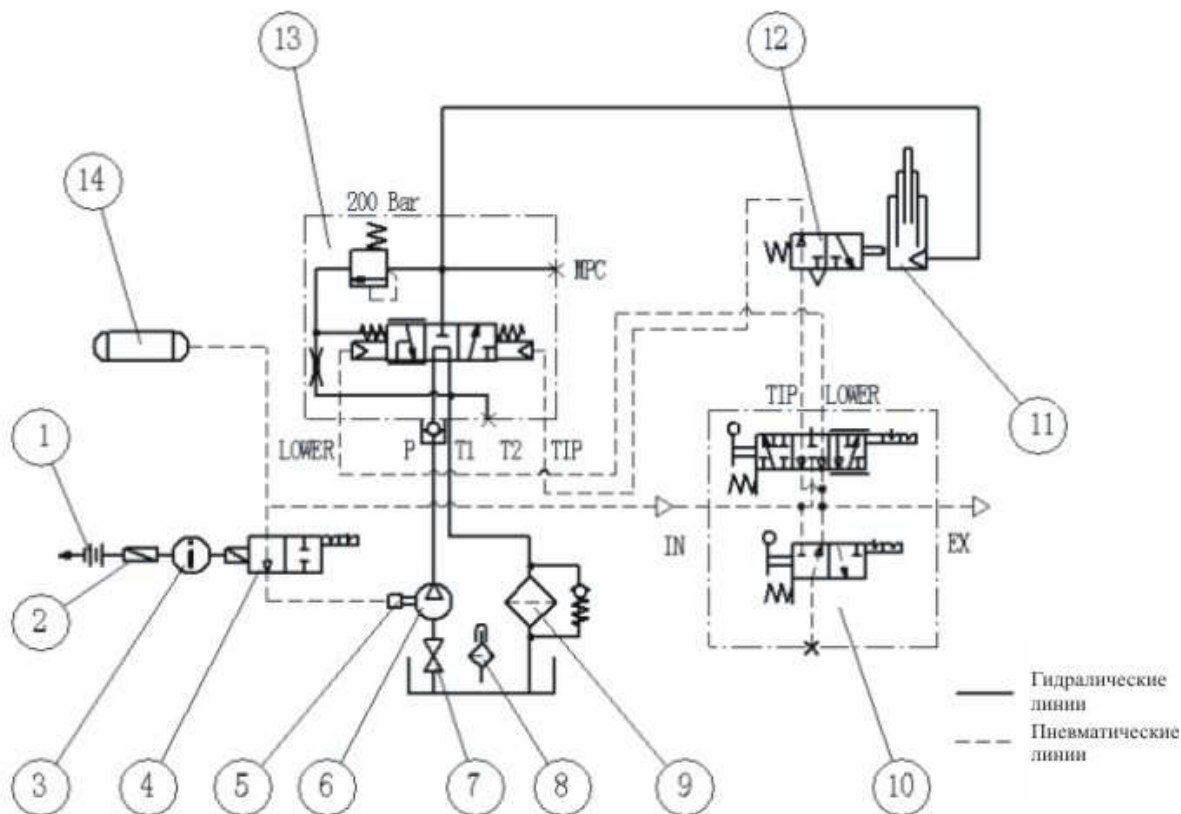 13
12
14
200 Bar
MPC
TIP LOWER
11
LOWER P T1 T2 TIP
1
IN EX
2
3 4 5 6 7 8 9 10
Гидралические
линии
Пневматические
линии